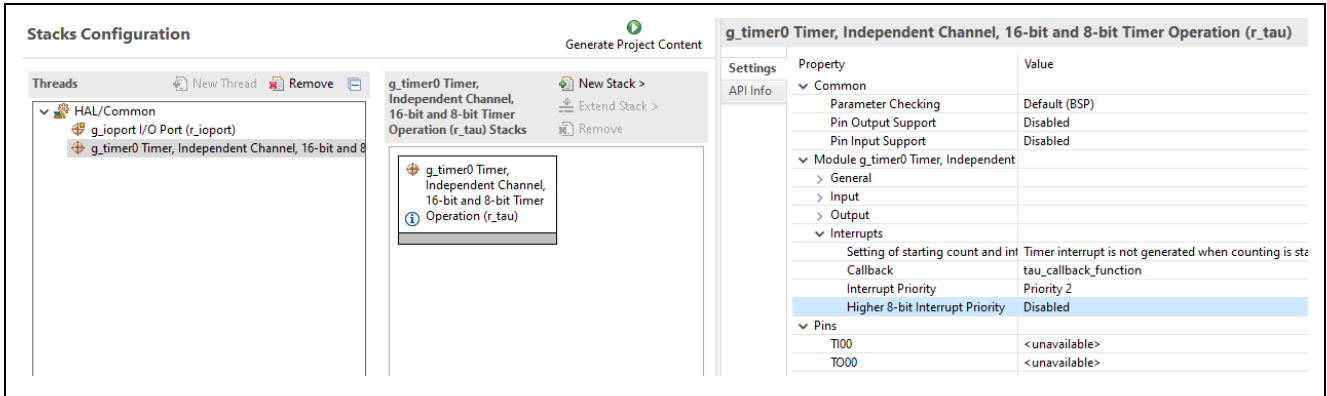 Stacks Configuration
Generate Project Content
Threads
New Thread
Remove
HAL/Common
g_ioport I/O Port (r_ioport)
g_timer0 Timer, Independent Channel, 16-bit and 8
g_timer0 Timer,
Independent Channel,
16-bit and 8-bit Timer
Operation (r_tau) Stacks
New Stack >
Extend Stack >
Remove
g_timer0 Timer,
Independent Channel,
16-bit and 8-bit Timer
Operation (r_tau)
g_timer0 Timer, Independent Channel, 16-bit and 8-bit Timer Operation (r_tau)
Settings
API Info
Property Value
Common
Parameter Checking Default (BSP)
Pin Output Support Disabled
Pin Input Support Disabled
Module g_timer0 Timer, Independent
General
Input
Output
Interrupts
Setting of starting count and int Timer interrupt is not generated when counting is sta
Callback tau_callback_function
Interrupt Priority Priority 2
Higher 8-bit Interrupt Priority Disabled
Pins
TI00 <unavailable>
TO00 <unavailable>